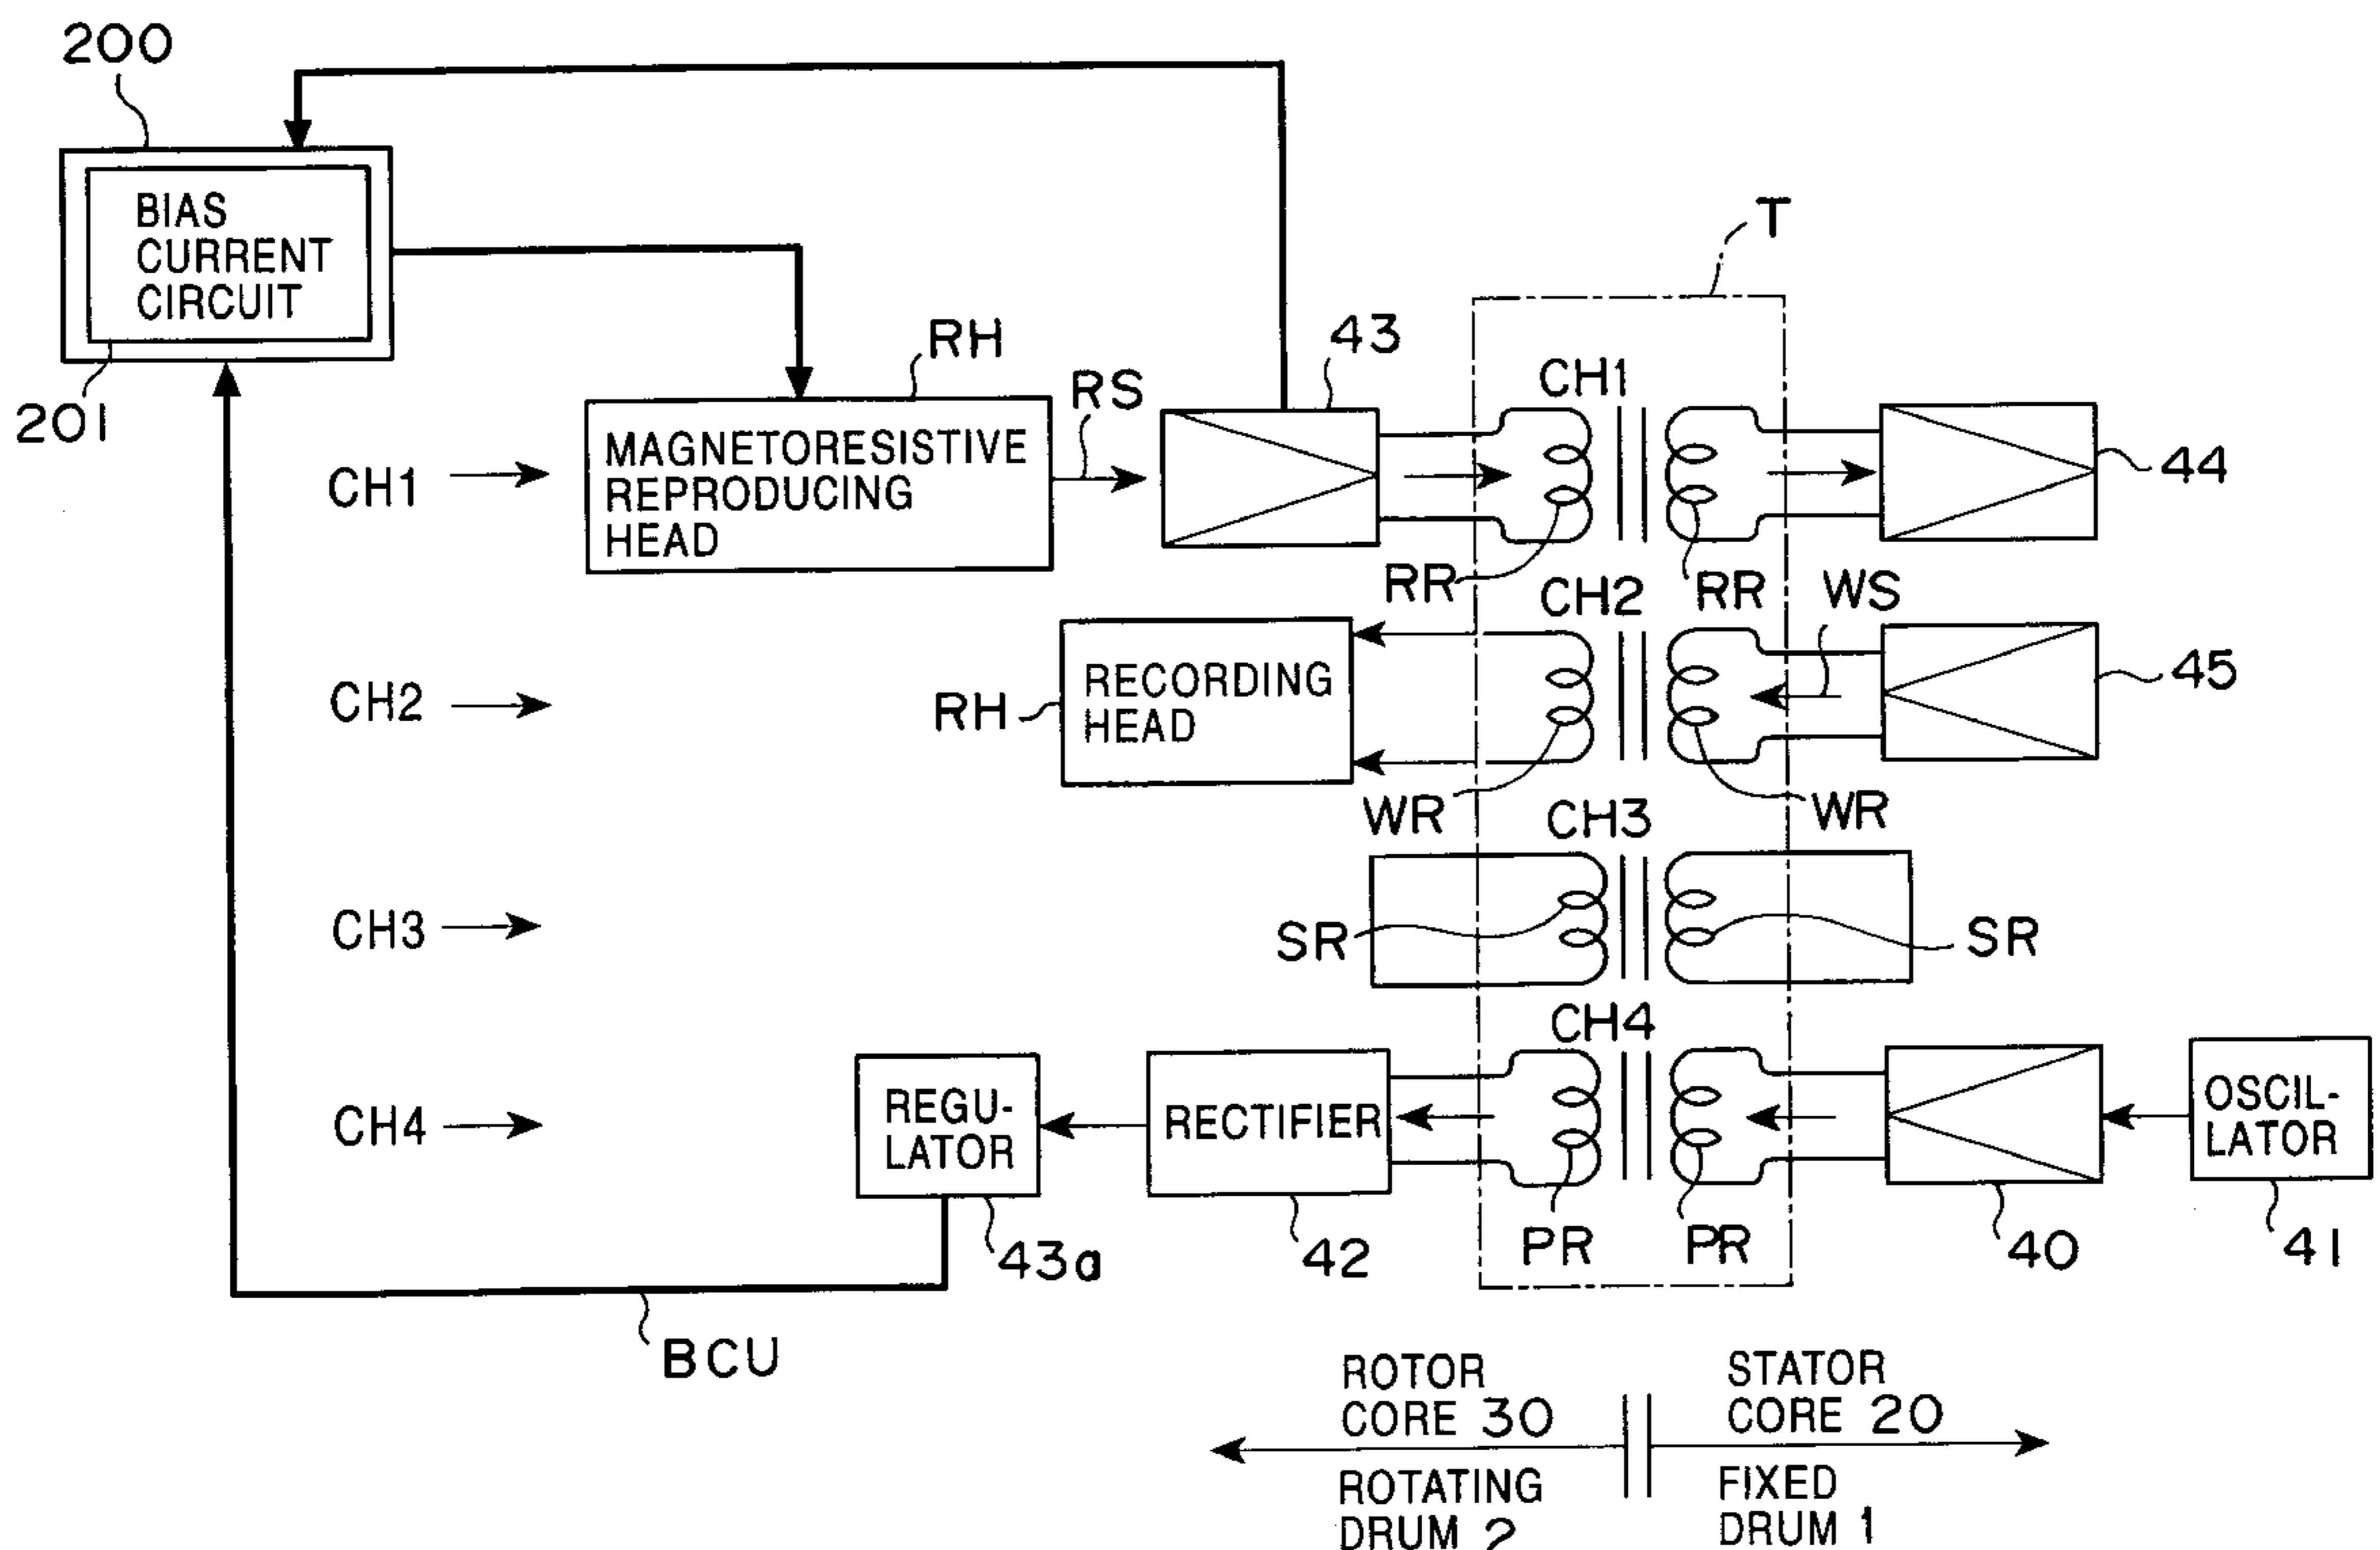 200
T
BIAS
CURRENT
CIRCUIT
201
RH
RS
43
CH1
CH1
MAGNETORESISTIVE
REPRODUCING
HEAD
44
RR
RR
CH2
WS
CH2
RH
RECORDING
HEAD
45
WR
WR
CH3
CH3
SR
SR
CH4
CH4
REGU-
LATOR
RECTIFIER
OSCIL-
LATOR
43a
42
PR
PR
40
41
BCU
ROTOR
CORE 30
STATOR
CORE 20
ROTATING
DRUM 2
FIXED
DRUM 1